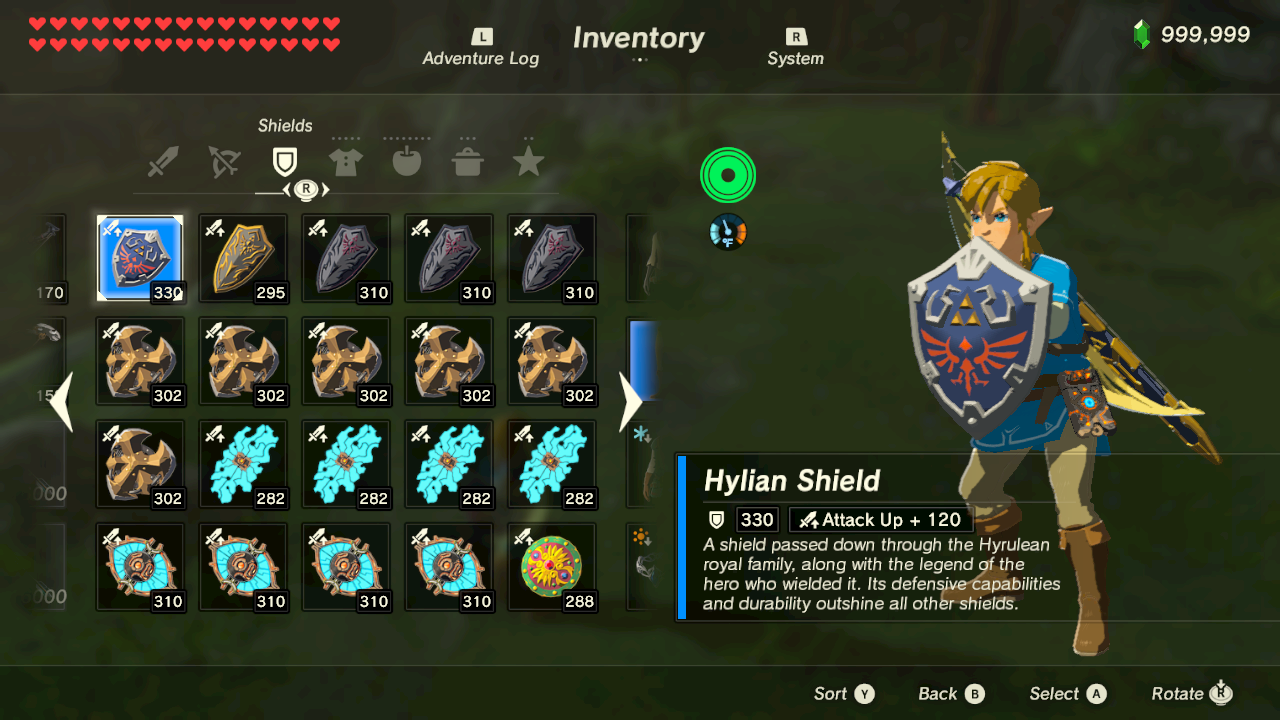 L
Adventure Log
Inventory
R
System
999,999
Shields
R
170
330
295
310
310
310
15
302
302
302
302
302
000
302
282
282
282
282
000
310
310
310
310
288
°F
Hylian Shield
330 Attack Up + 120
A shield passed down through the Hyrulean
royal family, along with the legend of the
hero who wielded it. Its defensive capabilities
and durability outshine all other shields.
Sort Y
Back B
Select A
Rotate R